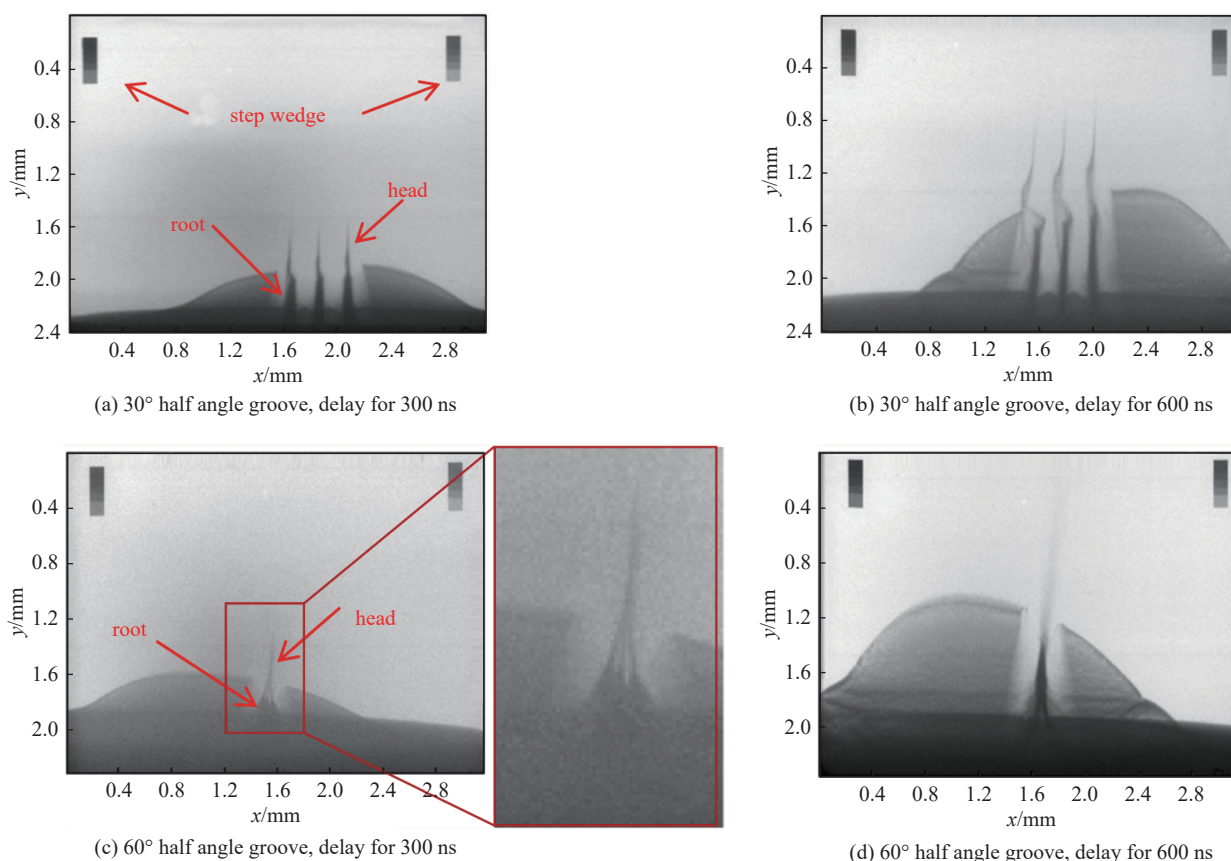 0.4
0.8
1.2
1.6
2.0
2.4
y/mm
step wedge
head
root
0.4 0.8 1.2 1.6 2.0 2.4 2.8
x/mm
(a) 30° half angle groove, delay for 300 ns
0.4
0.8
1.2
1.6
2.0
2.4
y/mm
0.4 0.8 1.2 1.6 2.0 2.4 2.8
x/mm
(b) 30° half angle groove, delay for 600 ns
0.4
0.8
1.2
1.6
2.0
y/mm
root
head
0.4 0.8 1.2 1.6 2.0 2.4 2.8
x/mm
(c) 60° half angle groove, delay for 300 ns
0.4
0.8
1.2
1.6
2.0
y/mm
0.4 0.8 1.2 1.6 2.0 2.4 2.8
x/mm
(d) 60° half angle groove, delay for 600 ns